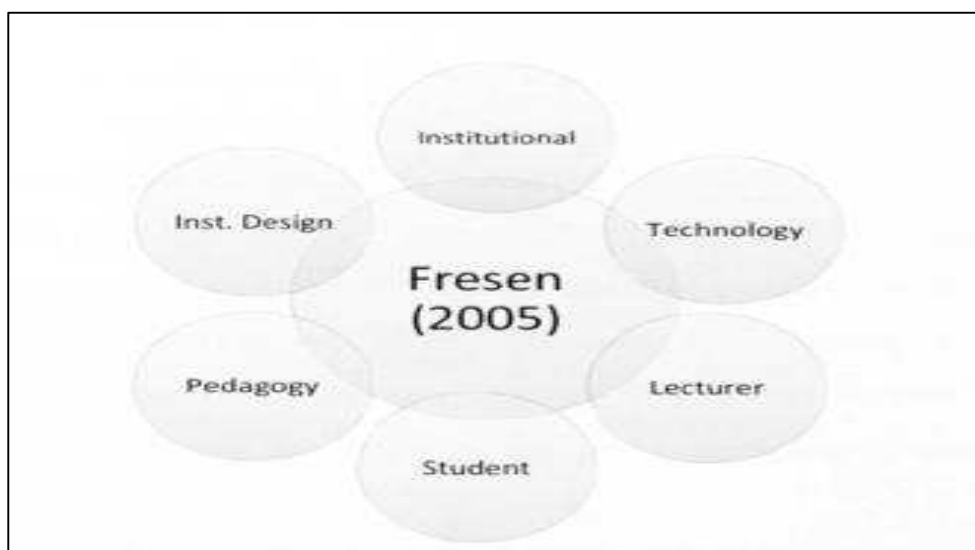 Institutional
Inst. Design
Technology
Fresen
(2005)
Pedagogy
Lecturer
Student